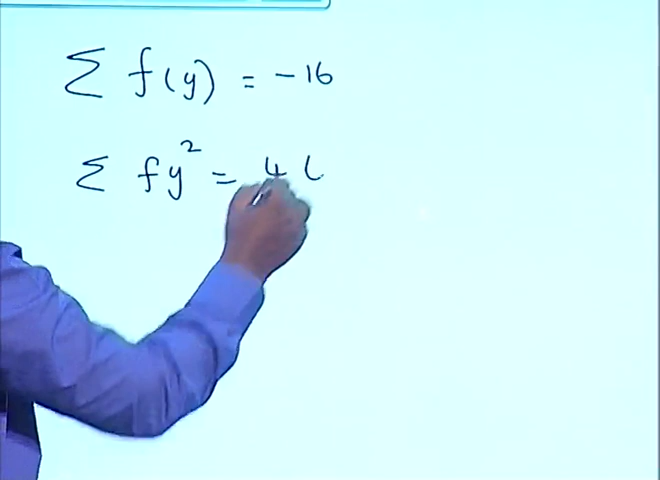 Σ f(y) = -16
Σ fy² = 4